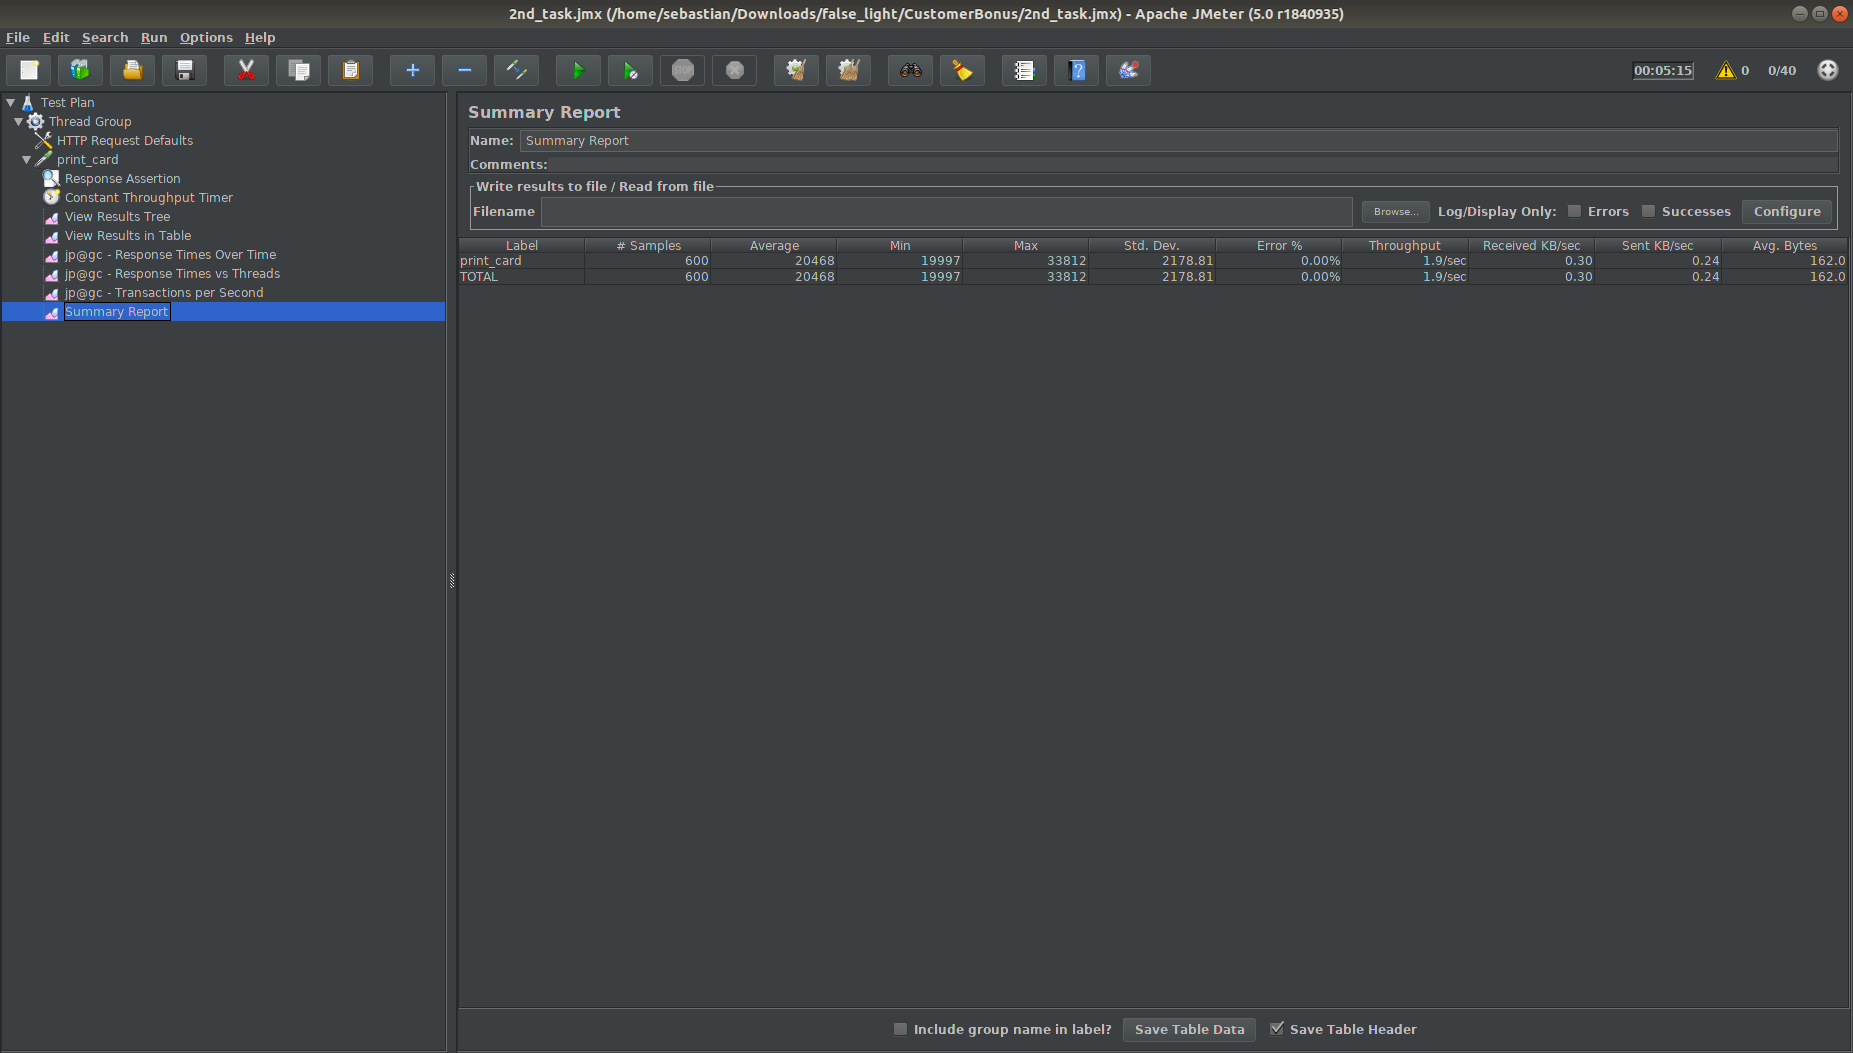 2nd_task.jmx (/home/sebastian/Downloads/false_light/CustomerBonus/2nd_task.jmx) - Apache JMeter (5.0 r1840935)
File Edit Search Run Options Help
STOP
00:05:15 0 0/40
Test Plan
Thread Group
HTTP Request Defaults
print_card
Response Assertion
Constant Throughput Timer
View Results Tree
View Results in Table
jp@gc - Response Times Over Time
jp@gc - Response Times vs Threads
jp@gc - Transactions per Second
Summary Report
Summary Report
Name: Summary Report
Comments:
Write results to file / Read from file
Filename Browse... Log/Display Only: Errors Successes Configure
Label # Samples Average Min Max Std. Dev. Error % Throughput Received KB/sec Sent KB/sec Avg. Bytes
print_card 600 20468 19997 33812 2178.81 0.00% 1.9/sec 0.30 0.24 162.0
TOTAL 600 20468 19997 33812 2178.81 0.00% 1.9/sec 0.30 0.24 162.0
Include group name in label? Save Table Data Save Table Header